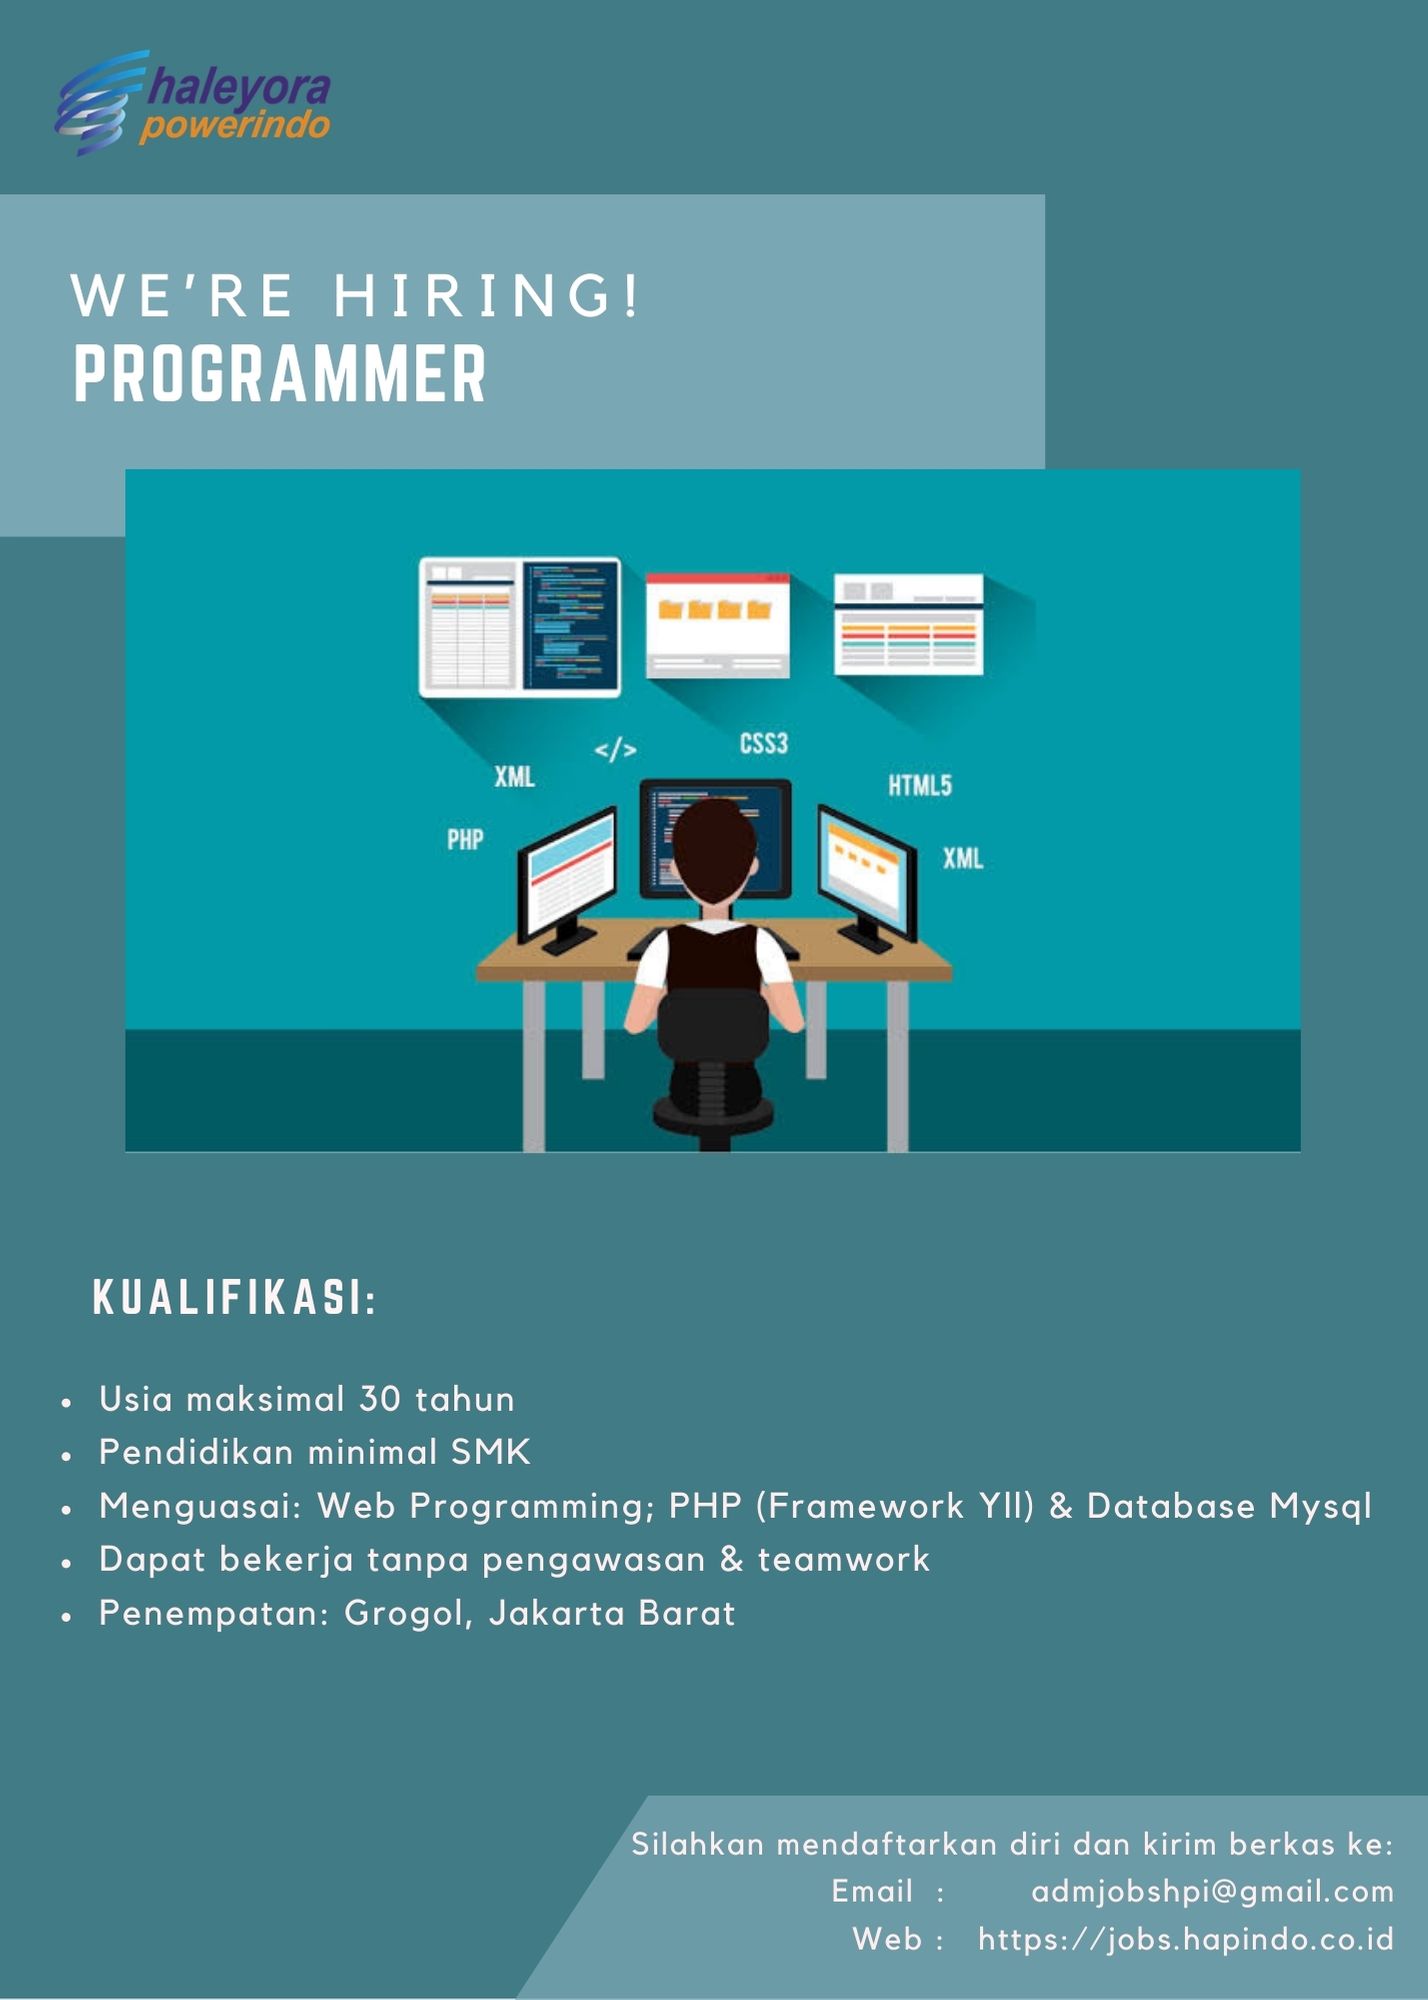 haleyora
powerindo
WE'RE HIRING!
PROGRAMMER
</>
CSS3
XML
HTML5
PHP
XML
KUALIFIKASI:
• Usia maksimal 30 tahun
• Pendidikan minimal SMK
• Menguasai: Web Programming; PHP (Framework YII) & Database Mysql
• Dapat bekerja tanpa pengawasan & teamwork
• Penempatan: Grogol, Jakarta Barat
Silahkan mendaftarkan diri dan kirim berkas ke:
Email : admjobshpi@gmail.com
Web : https://jobs.hapindo.co.id